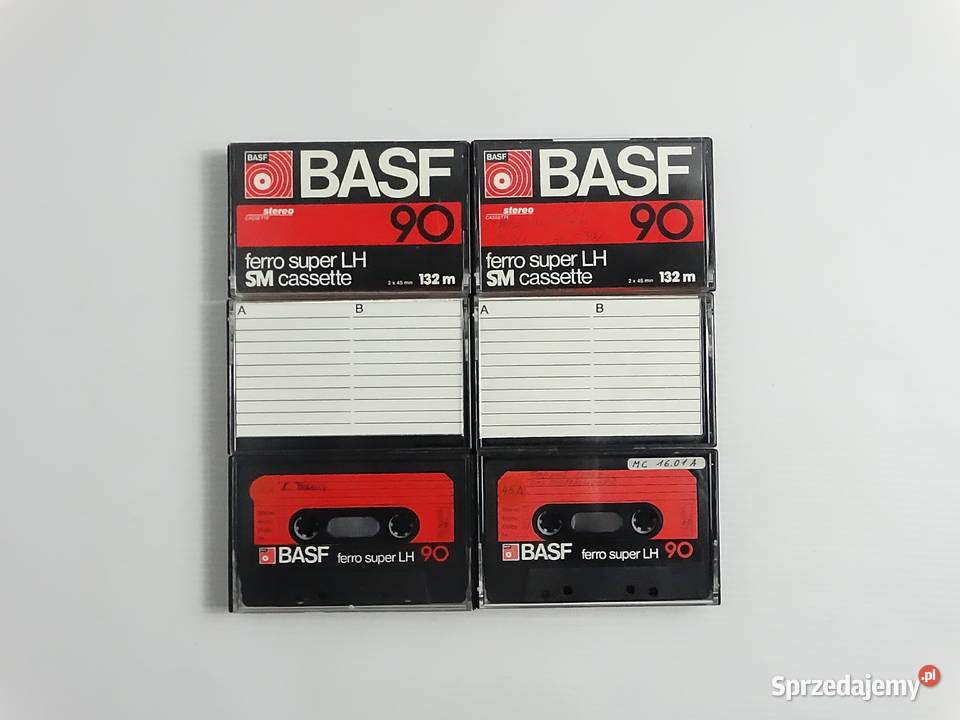 BASF
BASF
stereo
CASSETTE
90
ferro super LH
SM cassette
2 x 45 min 132 m
BASF
BASF
stereo
CASSETTE
90
ferro super LH
SM cassette
2 x 45 min 132 m
A B
A B
BASF ferro super LH 90
MC 16.01 A
BASF ferro super LH 90
Sprzedajemy.pl